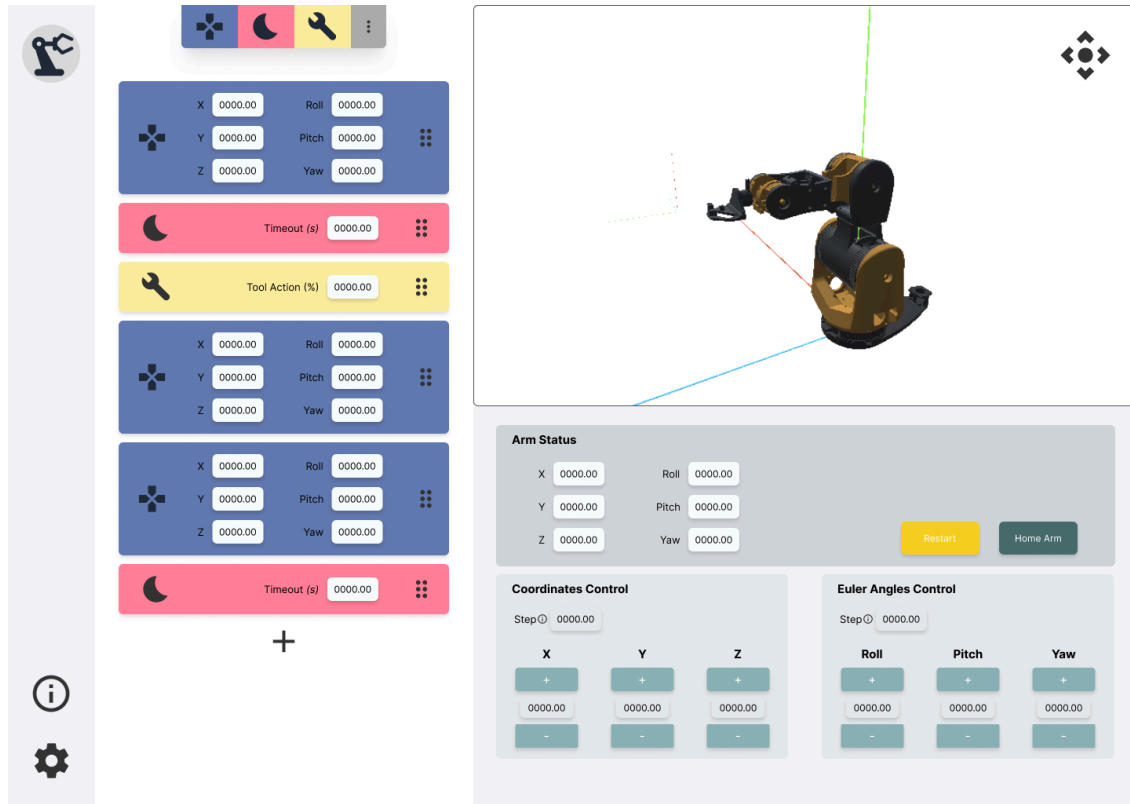 X 0000.00 Roll 0000.00
Y 0000.00 Pitch 0000.00
Z 0000.00 Yaw 0000.00
Timeout (s) 0000.00
Tool Action (%) 0000.00
X 0000.00 Roll 0000.00
Y 0000.00 Pitch 0000.00
Z 0000.00 Yaw 0000.00
X 0000.00 Roll 0000.00
Y 0000.00 Pitch 0000.00
Z 0000.00 Yaw 0000.00
Timeout (s) 0000.00
+
Arm Status
X 0000.00 Roll 0000.00
Y 0000.00 Pitch 0000.00
Z 0000.00 Yaw 0000.00
Restart Home Arm
Coordinates Control
Step 0000.00
X Y Z
+ + +
0000.00 0000.00 0000.00
- - -
Euler Angles Control
Step 0000.00
Roll Pitch Yaw
+ + +
0000.00 0000.00 0000.00
- - -